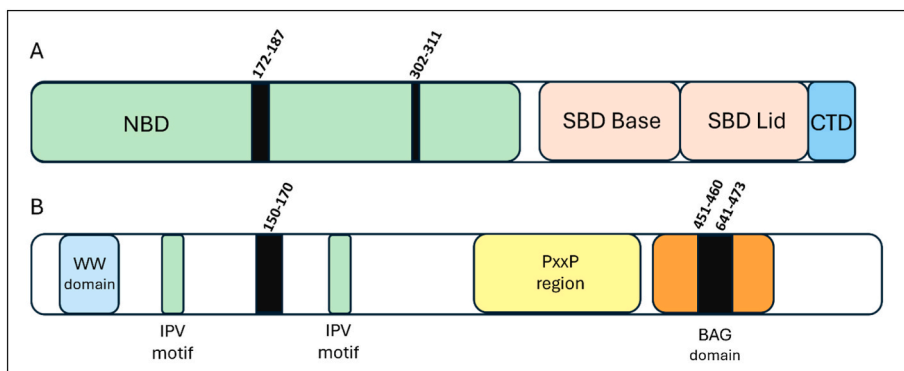 A
172-187
302-311
NBD
SBD Base
SBD Lid
CTD
B
150-170
451-460
641-473
WW
domain
PxxP
region
IPV
motif
IPV
motif
BAG
domain